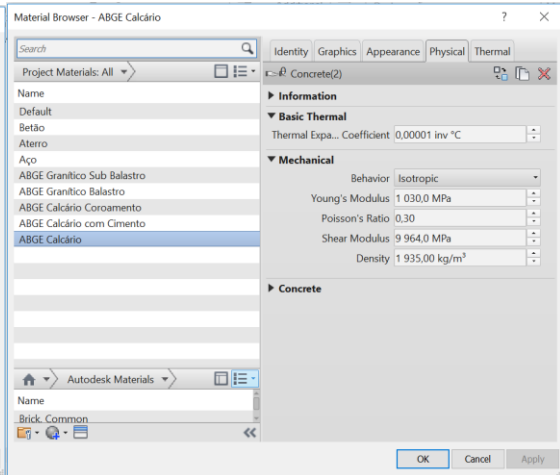 Material Browser - ABGE Calcário
?
Search
Project Materials: All
Name
Default
Betão
Aterro
Aço
ABGE Granítico Sub Balastro
ABGE Granítico Balastro
ABGE Calcário Coroamento
ABGE Calcário com Cimento
ABGE Calcário
Autodesk Materials
Name
Brick, Common
Identity Graphics Appearance Physical Thermal
Concrete(2)
Information
Basic Thermal
Thermal Expa... Coefficient 0,00001 inv °C
Mechanical
Behavior Isotropic
Young's Modulus 1 030,0 MPa
Poisson's Ratio 0,30
Shear Modulus 9 964,0 MPa
Density 1 935,00 kg/m³
Concrete
OK Cancel Apply